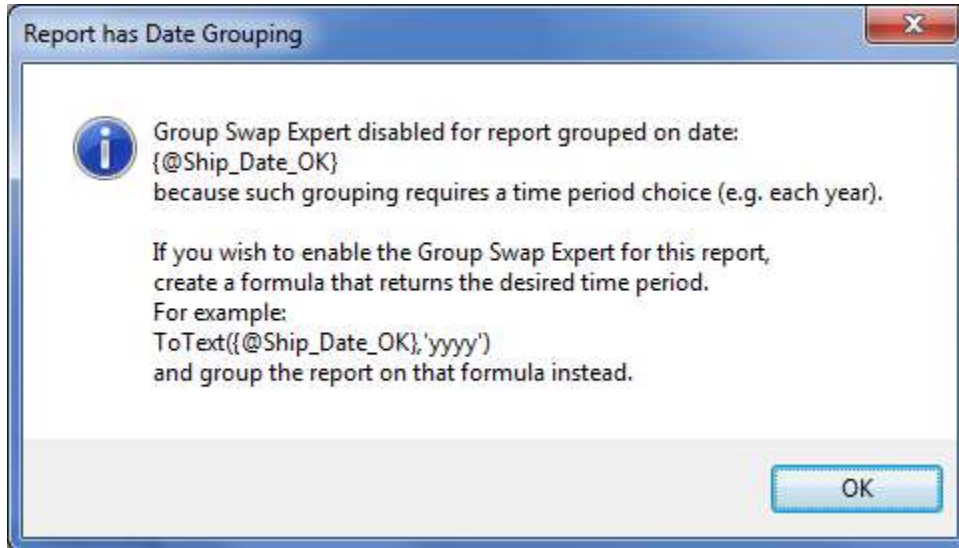 Report has Date Grouping
Group Swap Expert disabled for report grouped on date:
{@Ship_Date_OK}
because such grouping requires a time period choice (e.g. each year).
If you wish to enable the Group Swap Expert for this report,
create a formula that returns the desired time period.
For example:
ToText({@Ship_Date_OK},'yyyy')
and group the report on that formula instead.
OK